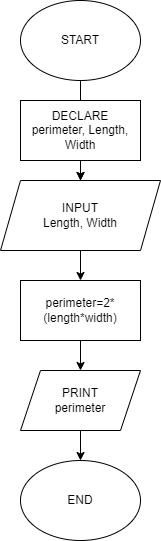 START
DECLARE
perimeter, Length,
Width
INPUT
Length, Width
perimeter=2*
(length*width)
PRINT
perimeter
END